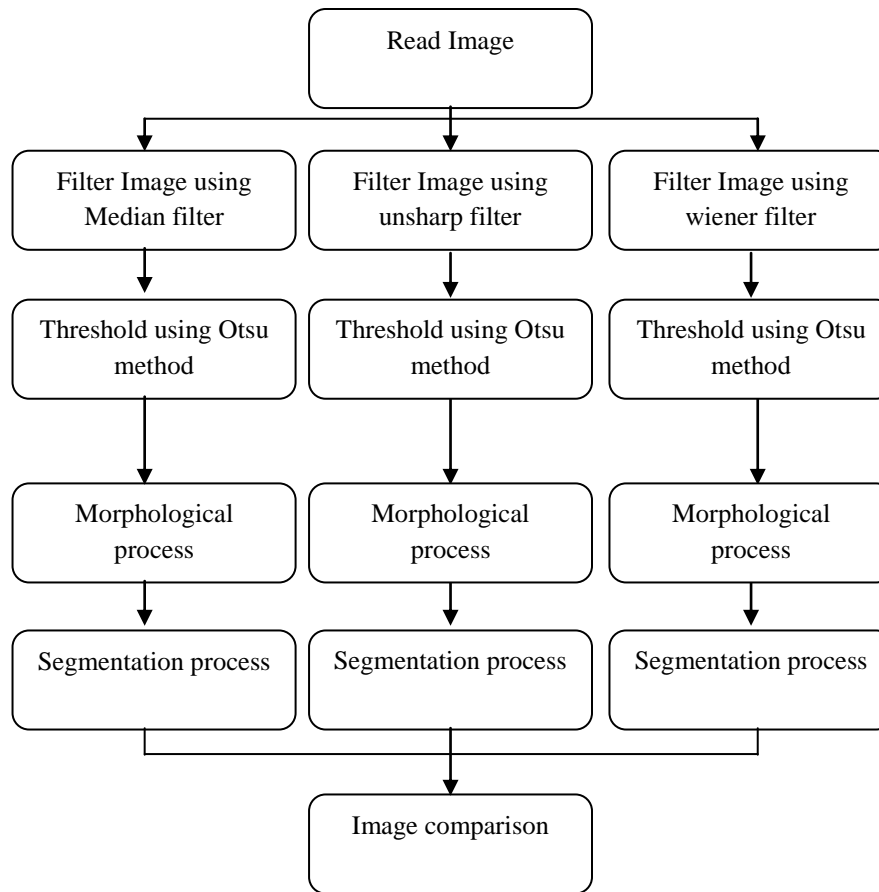 Read Image
Filter Image using
Median filter
Filter Image using
unsharp filter
Filter Image using
wiener filter
Threshold using Otsu
method
Threshold using Otsu
method
Threshold using Otsu
method
Morphological
process
Morphological
process
Morphological
process
Segmentation process
Segmentation process
Segmentation process
Image comparison